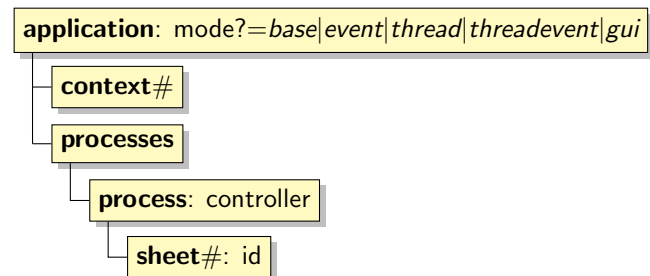 application: mode?=base|event|thread|threadevent|gui
context#
processes
process: controller
sheet#: id